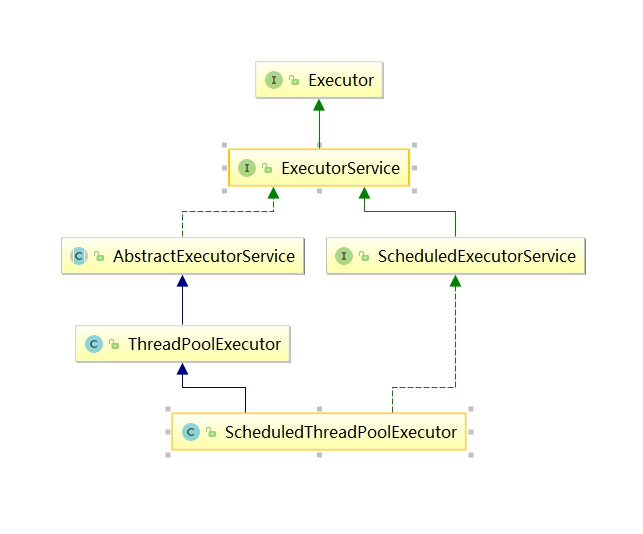 I Executor
I ExecutorService
C AbstractExecutorService
I ScheduledExecutorService
C ThreadPoolExecutor
C ScheduledThreadPoolExecutor